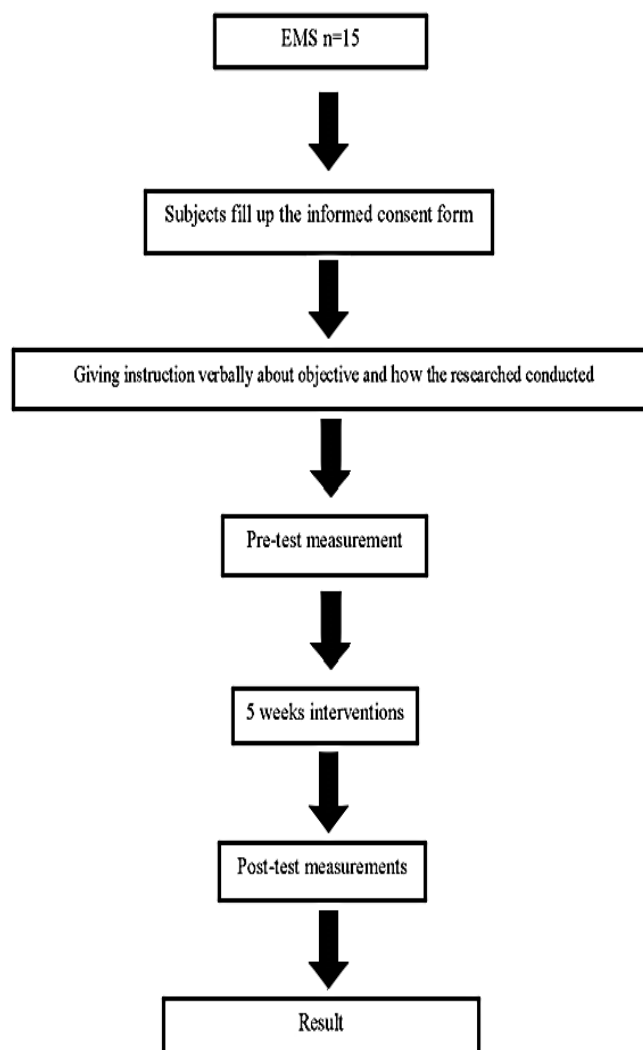 EMS n=15
Subjects fill up the informed consent form
Giving instruction verbally about objective and how the researched conducted
Pre-test measurement
5 weeks interventions
Post-test measurements
Result